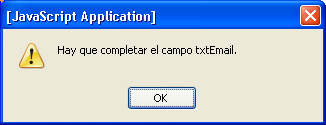 [JavaScript Application]
Hay que completar el campo txtEmail.
OK